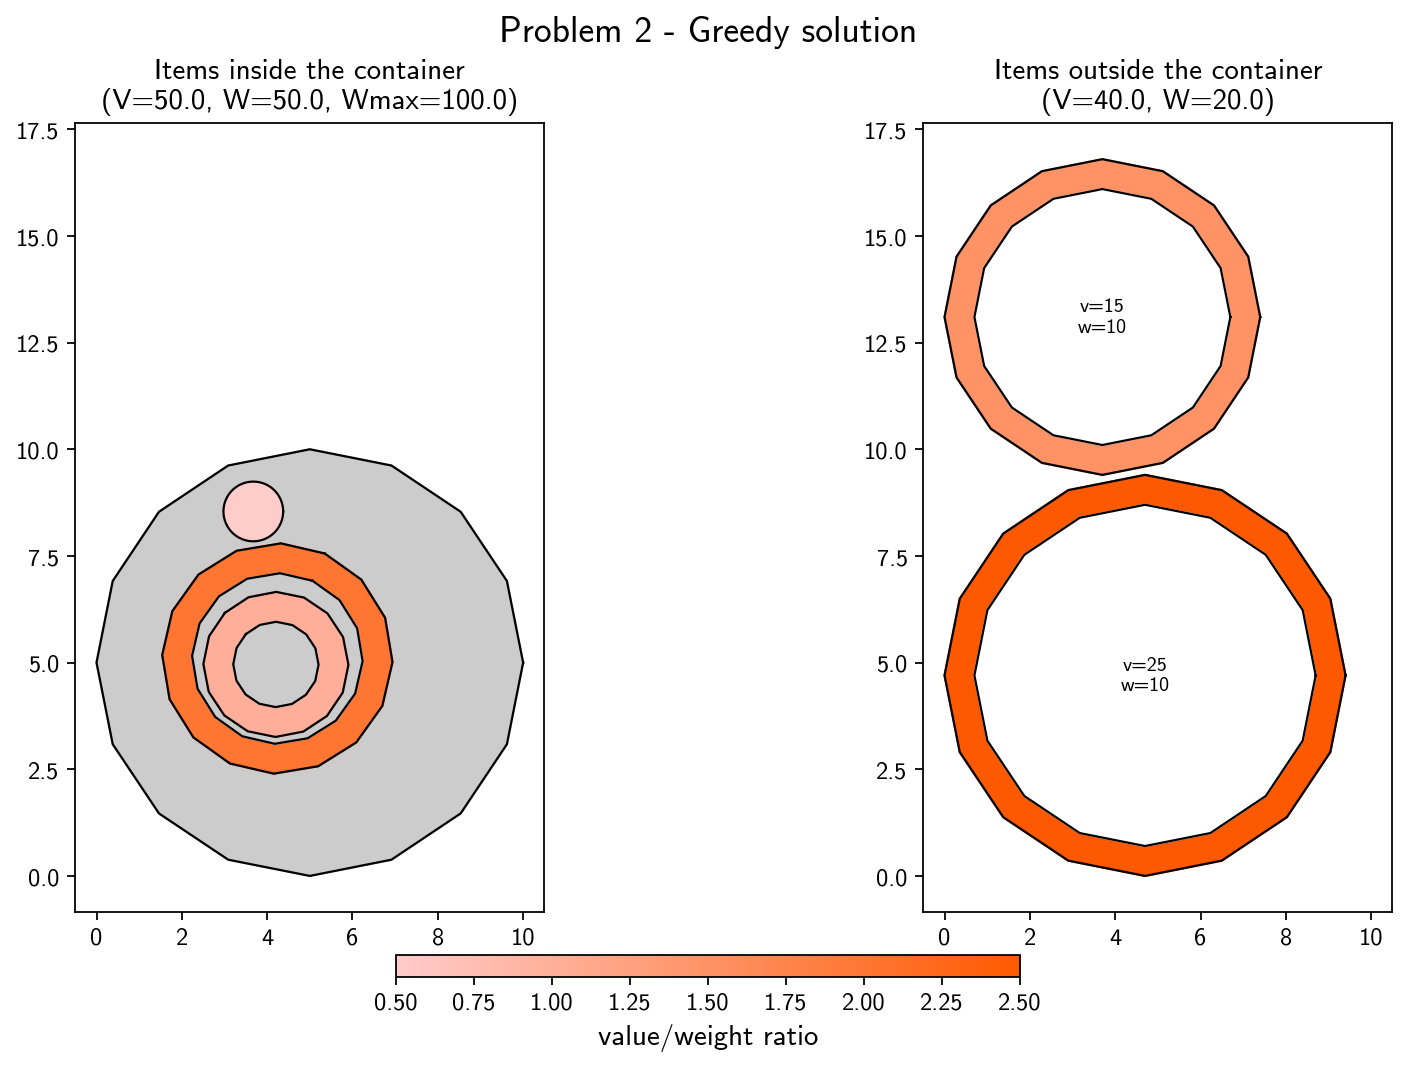 Problem 2 - Greedy solution
Items inside the container
(V=50.0, W=50.0, Wmax=100.0)
17.5
15.0
12.5
10.0
7.5
5.0
2.5
0.0
0 2 4 6 8 10
Items outside the container
(V=40.0, W=20.0)
17.5
15.0
12.5
10.0
7.5
5.0
2.5
0.0
v=15
w=10
v=25
w=10
0 2 4 6 8 10
0.50 0.75 1.00 1.25 1.50 1.75 2.00 2.25 2.50
value/weight ratio